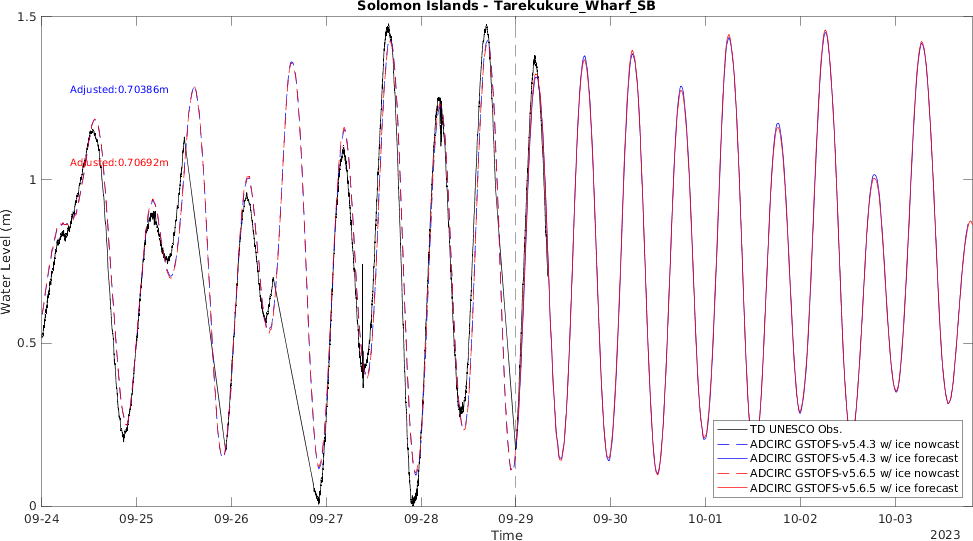 Solomon Islands - Tarekukure_Wharf_SB
Water Level (m)
1.5
1
0.5
0
Adjusted:0.70386m
Adjusted:0.70692m
TD UNESCO Obs.
ADCIRC GSTOFS-v5.4.3 w/ ice nowcast
ADCIRC GSTOFS-v5.4.3 w/ ice forecast
ADCIRC GSTOFS-v5.6.5 w/ ice nowcast
ADCIRC GSTOFS-v5.6.5 w/ ice forecast
09-24 09-25 09-26 09-27 09-28 09-29 09-30 10-01 10-02 10-03
Time
2023